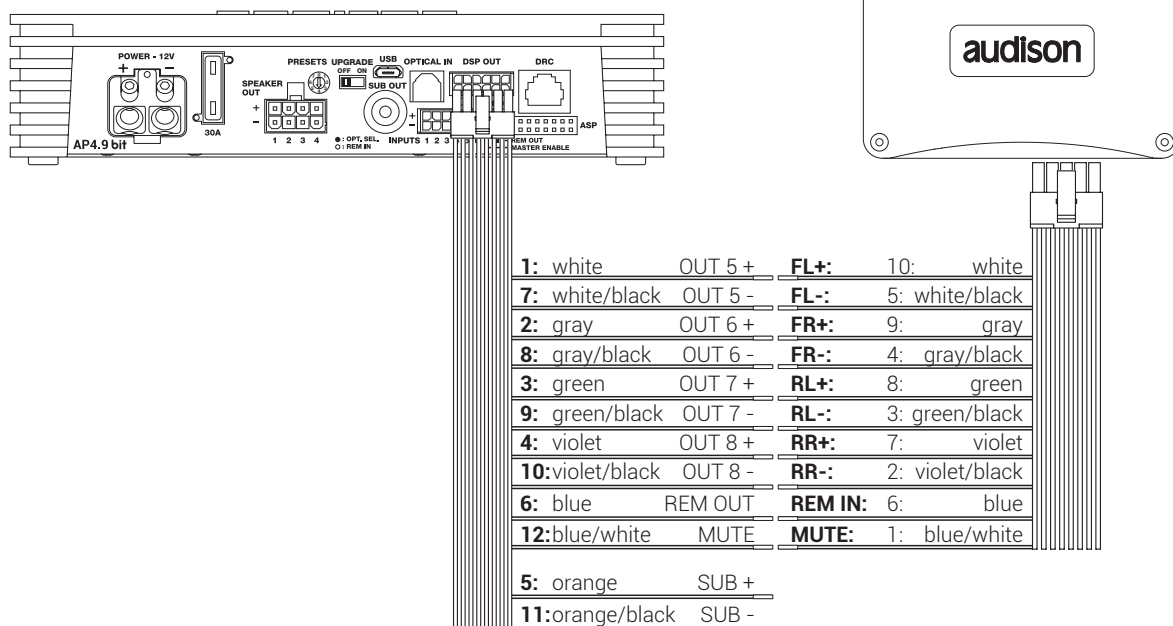 audison
POWER - 12V
+ −
30A
PRESETS UPGRADE USB OPTICAL IN DSP OUT DRC
OFF ON
SPEAKER OUT
SUB OUT
+
-
1 2 3 4
●: OPT. SEL.
○: REM IN
+
-
INPUTS 1 2 3
ASP
REM OUT
MASTER ENABLE
AP4.9 bit
1: white OUT 5 + FL+: 10: white
7: white/black OUT 5 - FL-: 5: white/black
2: gray OUT 6 + FR+: 9: gray
8: gray/black OUT 6 - FR-: 4: gray/black
3: green OUT 7 + RL+: 8: green
9: green/black OUT 7 - RL-: 3: green/black
4: violet OUT 8 + RR+: 7: violet
10: violet/black OUT 8 - RR-: 2: violet/black
6: blue REM OUT REM IN: 6: blue
12: blue/white MUTE MUTE: 1: blue/white
5: orange SUB +
11: orange/black SUB -